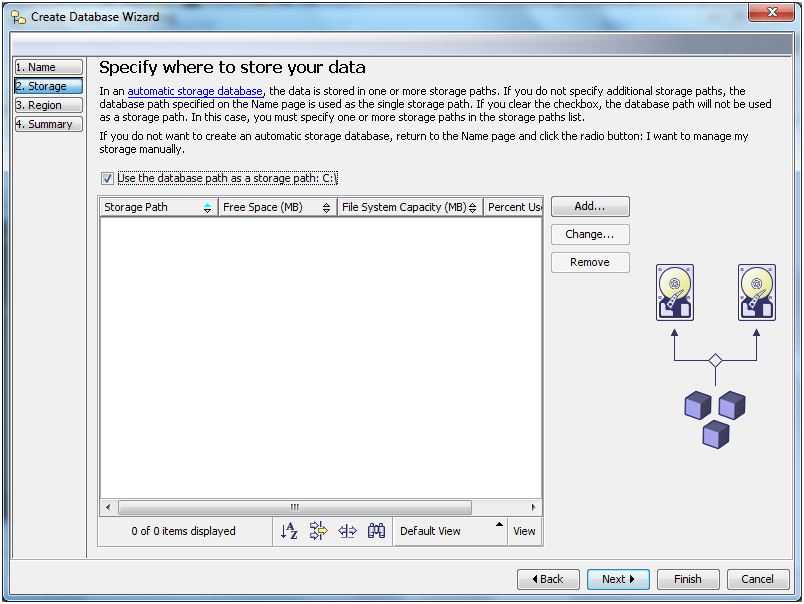 Create Database Wizard
1. Name
2. Storage
3. Region
4. Summary
Specify where to store your data
In an automatic storage database, the data is stored in one or more storage paths. If you do not specify additional storage paths, the
database path specified on the Name page is used as the single storage path. If you clear the checkbox, the database path will not be used
as a storage path. In this case, you must specify one or more storage paths in the storage paths list.
If you do not want to create an automatic storage database, return to the Name page and click the radio button: I want to manage my
storage manually.
Use the database path as a storage path: C:\
Storage Path Free Space (MB) File System Capacity (MB) Percent Us
Add...
Change...
Remove
0 of 0 items displayed Default View View
Back Next Finish Cancel